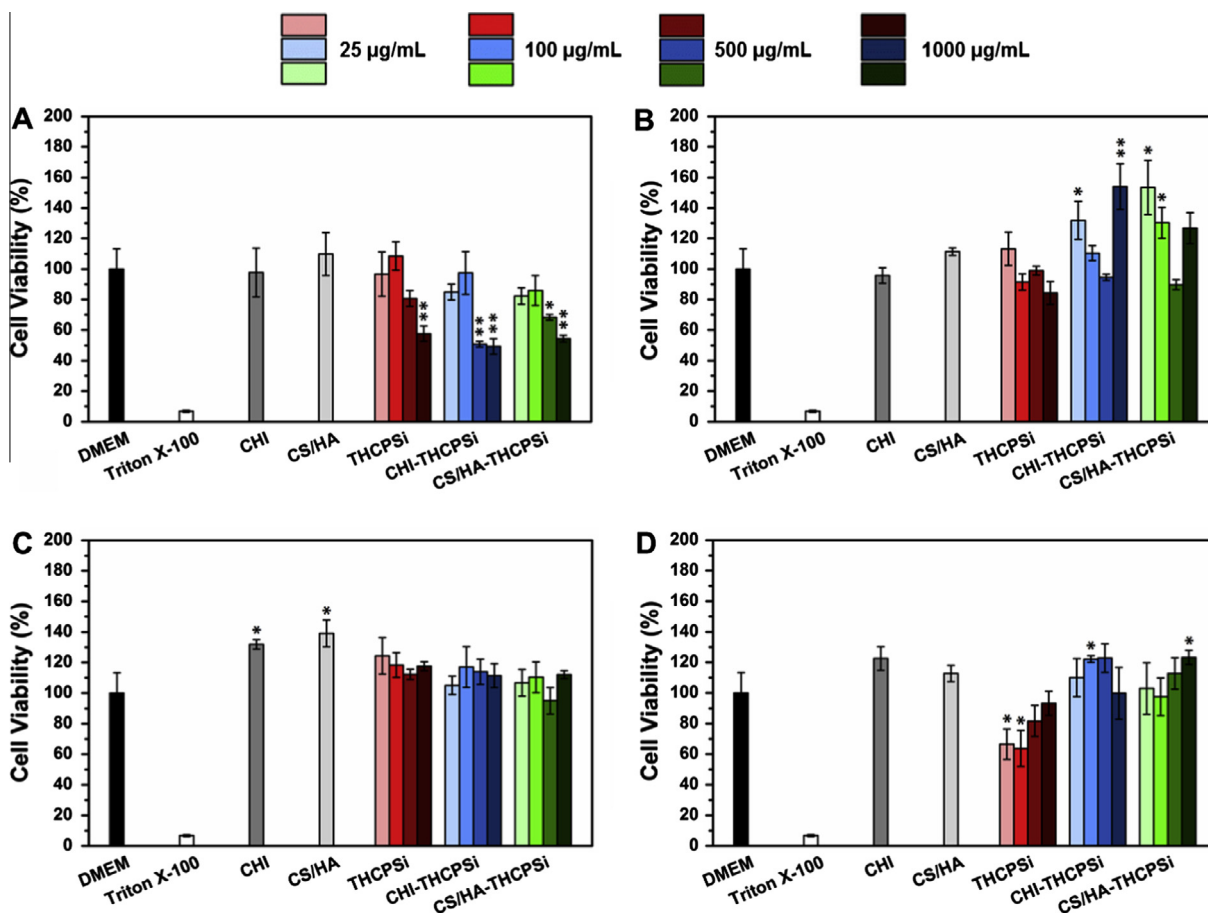 25 µg/mL 100 µg/mL 500 µg/mL 1000 µg/mL
A
200
180
160
140
120
100
80
60
40
20
0
Cell Viability (%)
** ** ** * **
DMEM Triton X-100 CHI CS/HA THCPSi CHI-THCPSi CS/HA-THCPSi
B
200
180
160
140
120
100
80
60
40
20
0
Cell Viability (%)
* ** * *
DMEM Triton X-100 CHI CS/HA THCPSi CHI-THCPSi CS/HA-THCPSi
C
200
180
160
140
120
100
80
60
40
20
0
Cell Viability (%)
* *
DMEM Triton X-100 CHI CS/HA THCPSi CHI-THCPSi CS/HA-THCPSi
D
200
180
160
140
120
100
80
60
40
20
0
Cell Viability (%)
* * * *
DMEM Triton X-100 CHI CS/HA THCPSi CHI-THCPSi CS/HA-THCPSi